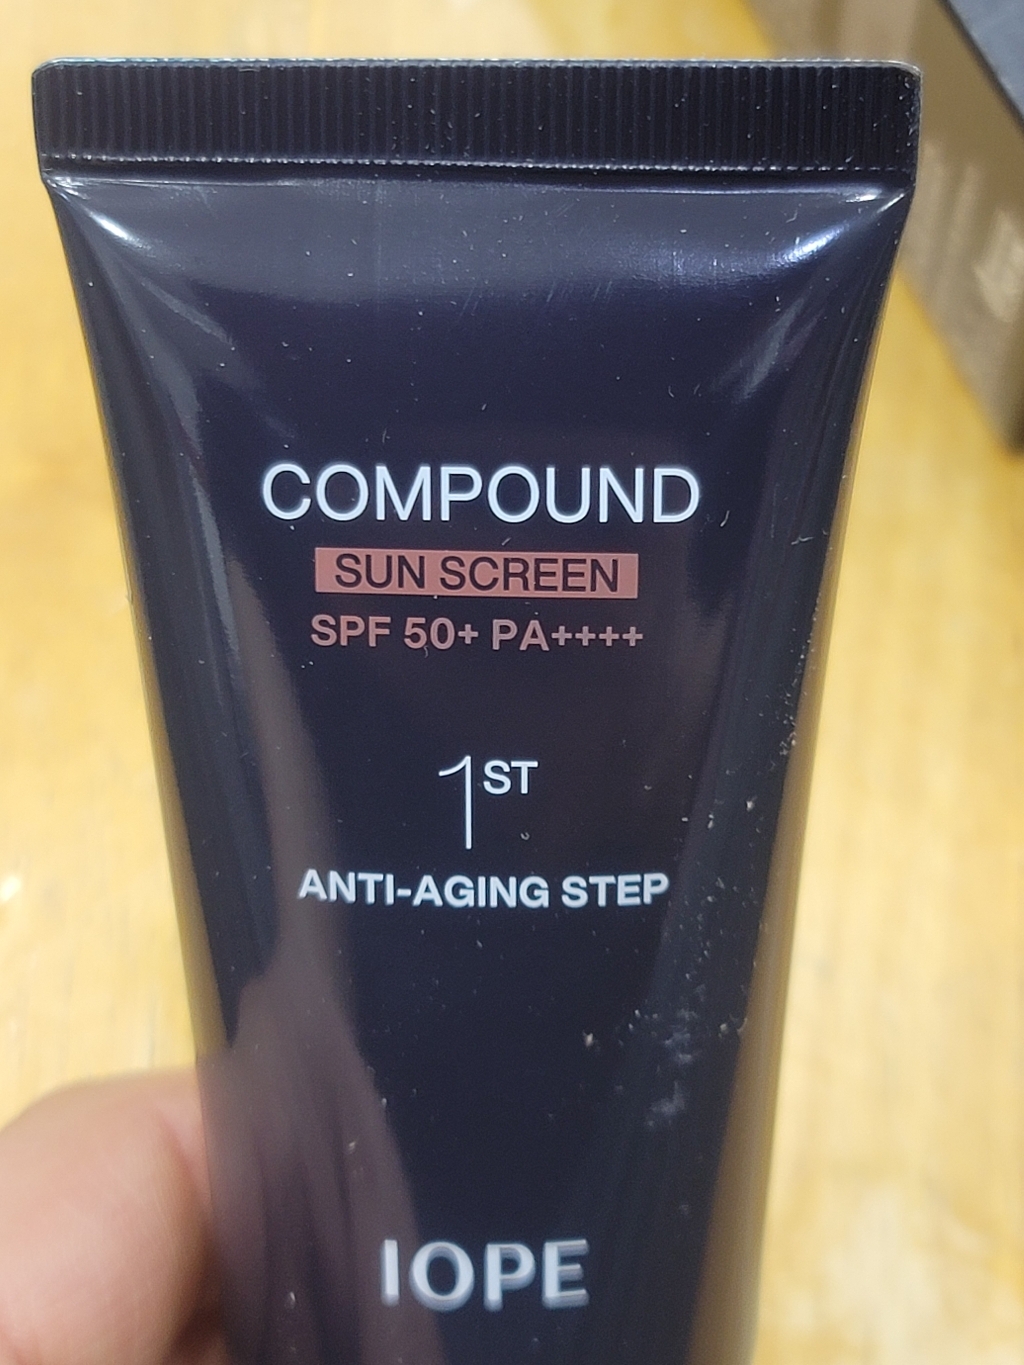 COMPOUND
SUN SCREEN
SPF 50+ PA++++
1ST
ANTI-AGING STEP
IOPE